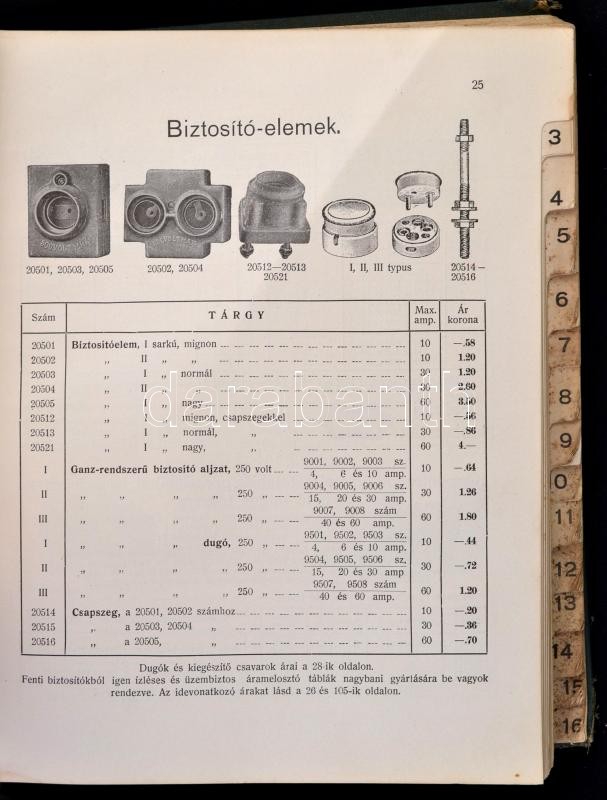 25
Biztosító-elemek.
20501, 20503, 20505
20502, 20504
20512—20513
20521
I, II, III typus
20514—
20516
Szám TÁRGY Max. amp. Ár korona
20501 Biztositóelem, I sarkú, mignon 10 —.58
20502 „ II „ „ 10 1.20
20503 „ I „ normál 30 1.20
20504 „ II „ „ 30 2.60
20505 „ I „ nagy 60
20512 „ I „ mignon, csapszegekkel 10
20513 „ I „ normál, „ 30 —.86
20521 „ I „ nagy, „ 60 4.—
I Ganz-rendszerű biztosító aljzat, 250 volt 9001, 9002, 9003 sz. 10 —.64
4, 6 és 10 amp.
II „ „ „ „ 250 „ 9004, 9005, 9006 sz. 30 1.26
15, 20 és 30 amp.
III „ „ „ „ 250 „ 9007, 9008 szám 60 1.80
40 és 60 amp.
I „ „ „ dugó, 250 „ 9501, 9502, 9503 sz. 10 —.44
4, 6 és 10 amp.
II „ „ „ „ 250 „ 9504, 9505, 9506 sz. 30 —.72
15, 20 és 30 amp
III „ „ „ „ 250 „ 9507, 9508 szám 60 1.20
40 és 60 amp.
20514 Csapszeg, a 20501, 20502 számhoz 10 —.20
20515 „ a 20503, 20504 „ 30 —.36
20516 „ a 20505, „ 60 —.70
Dugók és kiegészítő csavarok árai a 28-ik oldalon.
Fenti biztosítókból igen ízléses és üzembiztos áramelosztó táblák nagybani gyártására be vagyok
rendezve. Az idevonatkozó árakat lásd a 26 és 105-ik oldalon.
3
4
5
6
7
8
9
0
11
12
13
14
15
16
darabanth